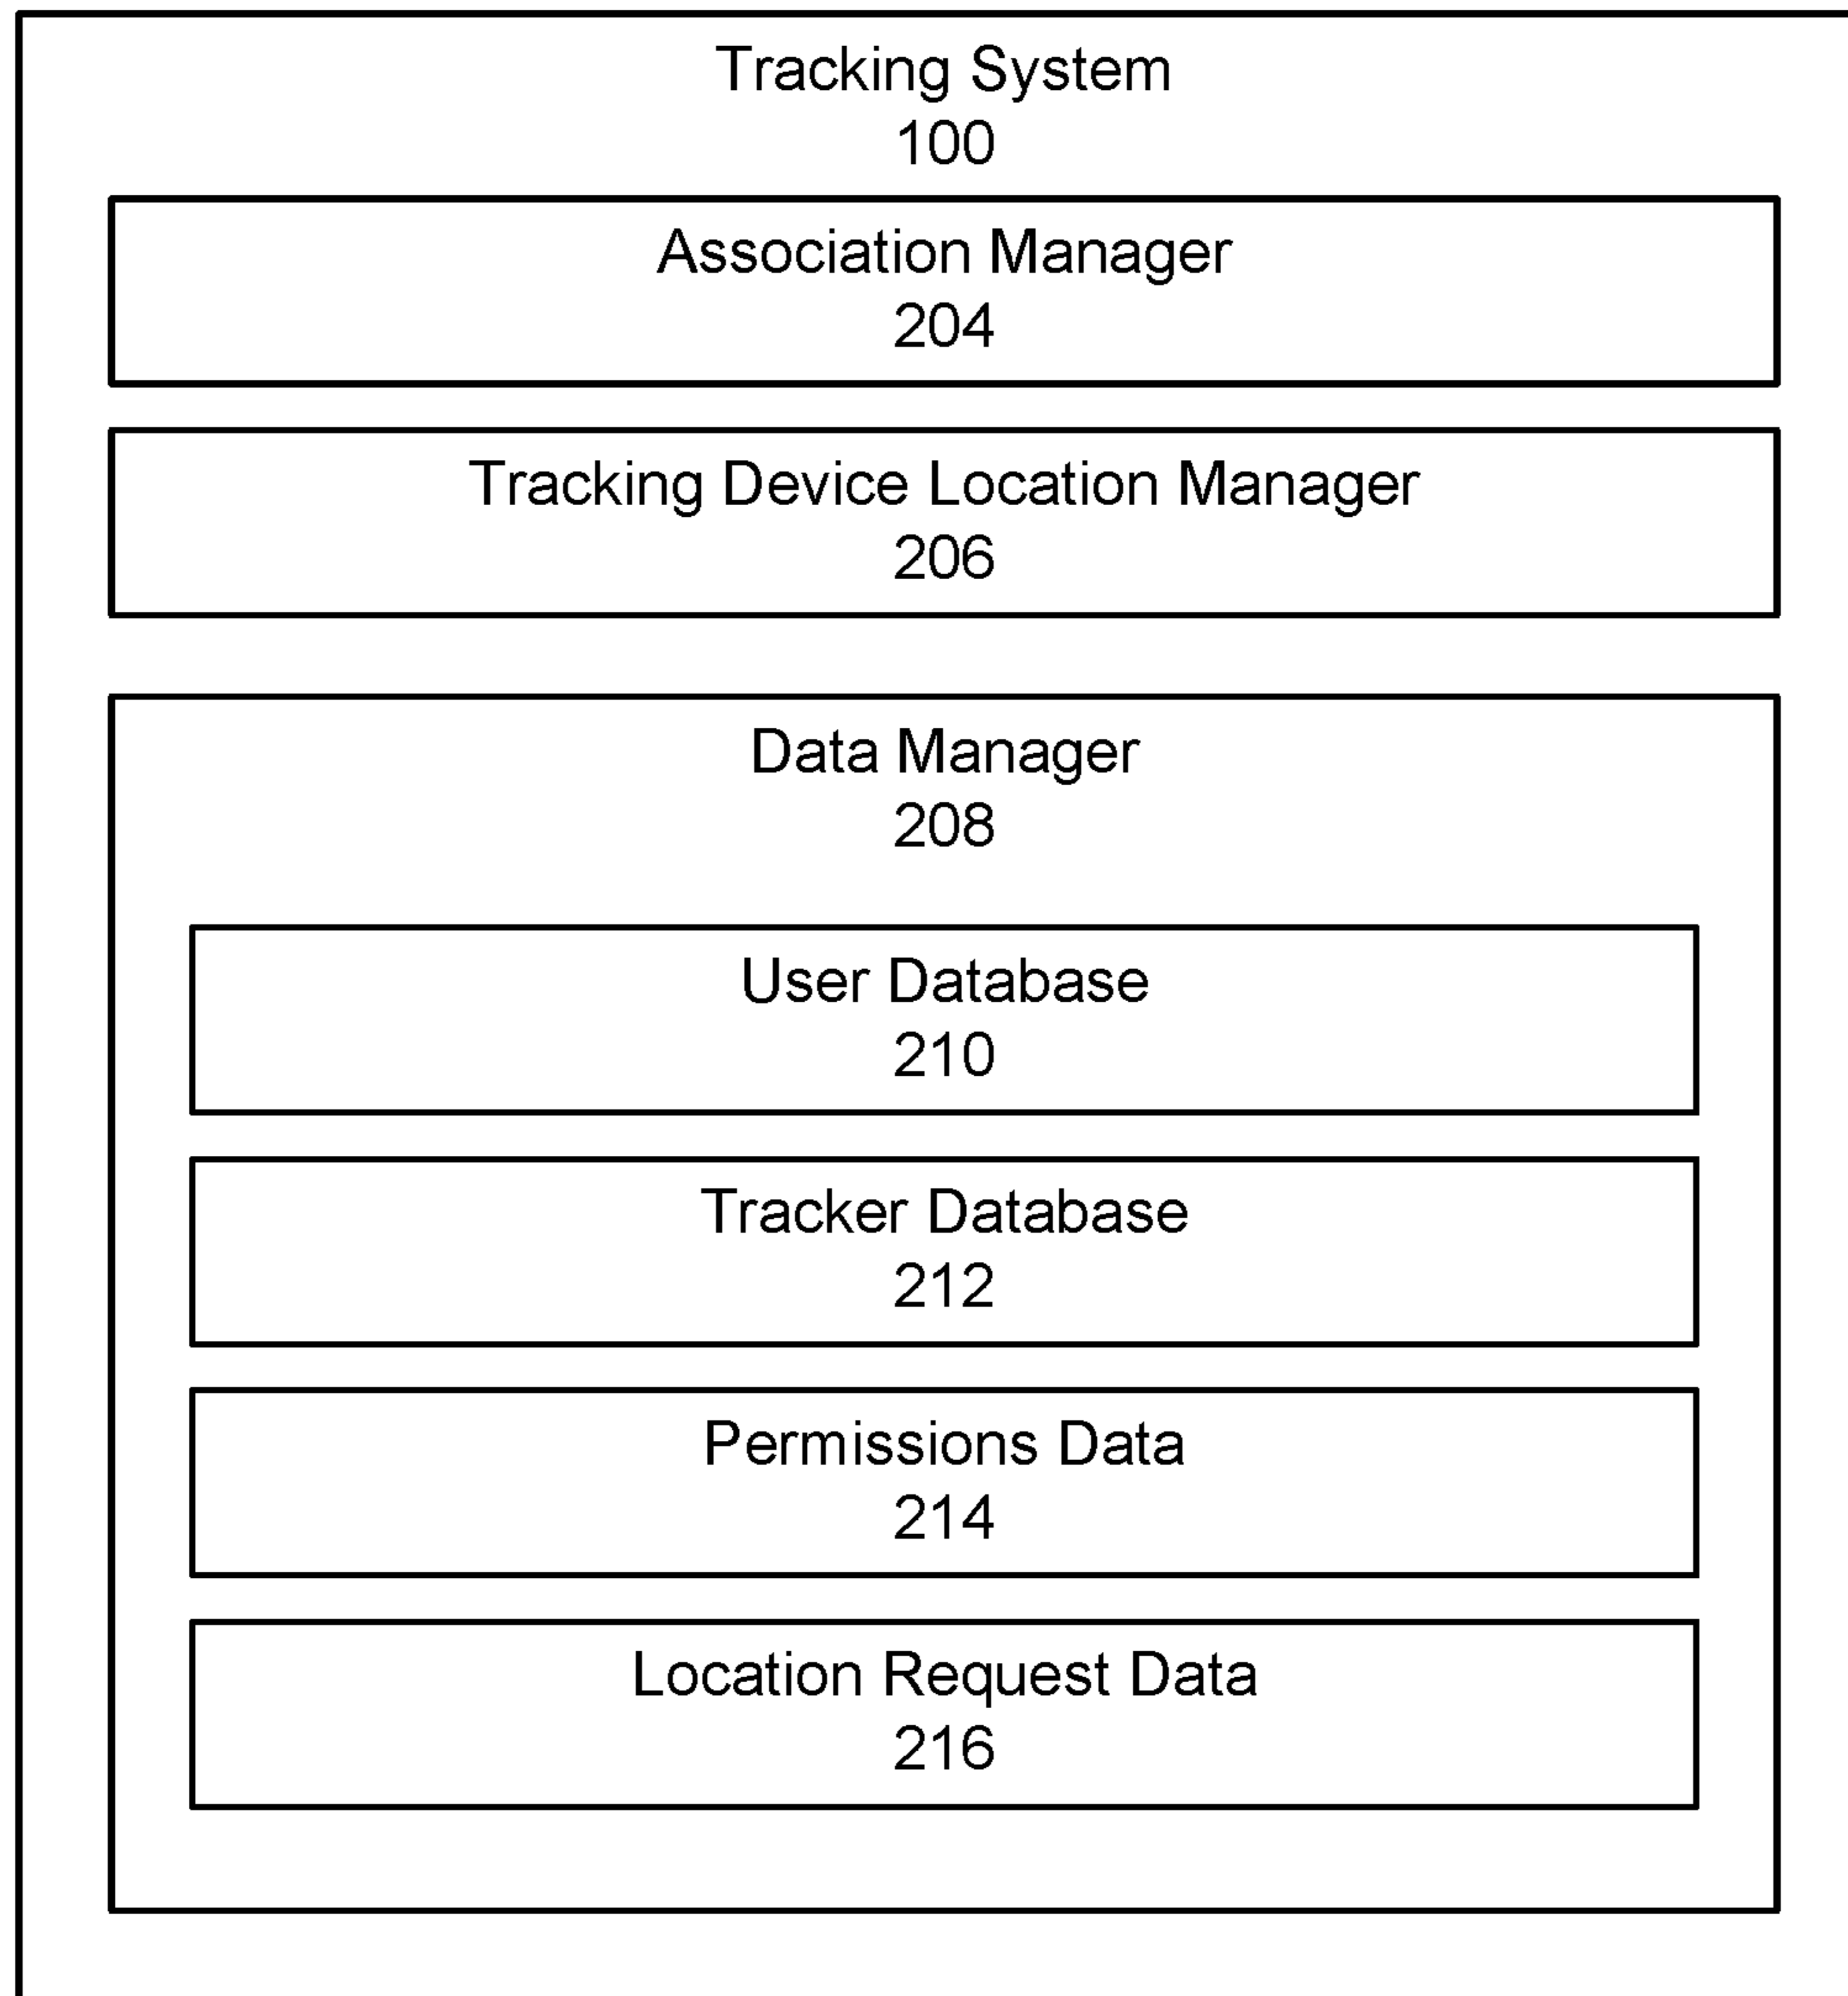 Tracking System
100
Association Manager
204
Tracking Device Location Manager
206
Data Manager
208
User Database
210
Tracker Database
212
Permissions Data
214
Location Request Data
216